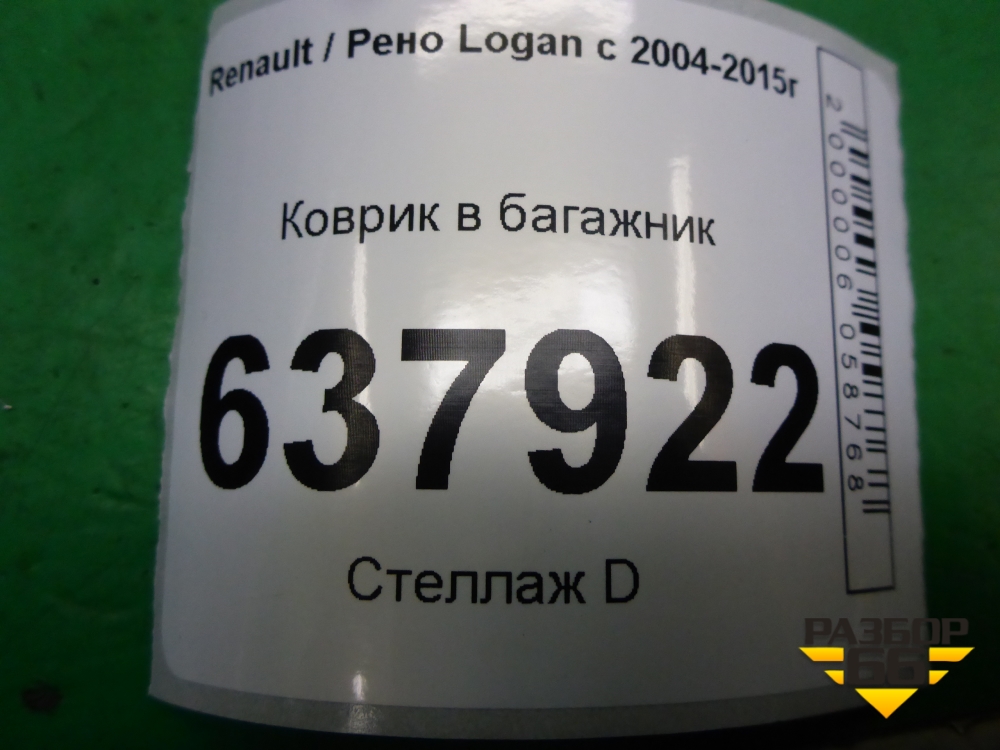 Renault / Рено Logan с 2004-2015г
Коврик в багажник
637922
Стеллаж D
2000006058768
РАЗБОР
66